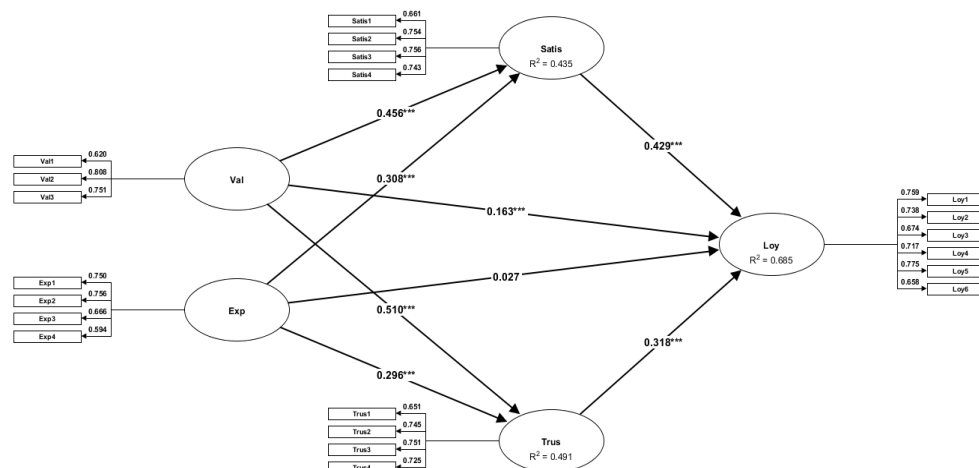 Satis1
0.661
Satis2
0.754
Satis3
0.756
Satis4
0.743
Satis
R² = 0.435
0.456***
0.429***
Val1
0.620
Val2
0.808
Val3
0.751
Val
0.308***
0.163***
Loy1
0.759
Loy2
0.738
Loy3
0.674
Loy4
0.717
Loy5
0.775
Loy6
0.658
Loy
R² = 0.685
0.027
Exp1
0.750
Exp2
0.756
Exp3
0.666
Exp4
0.594
Exp
0.510***
0.318***
0.296***
Trus1
0.651
Trus2
0.745
Trus3
0.751
Trus4
0.725
Trus
R² = 0.491